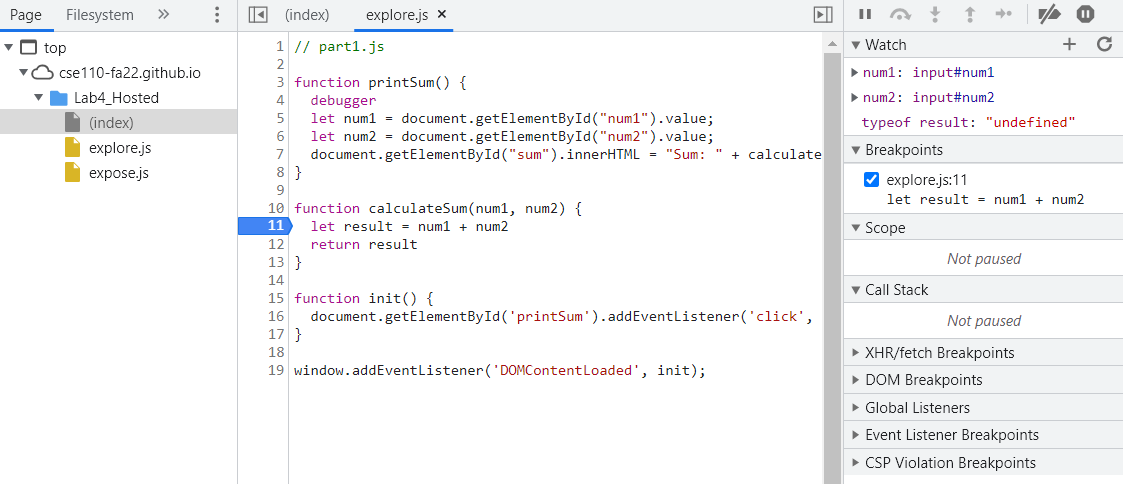 Page Filesystem
top
cse110-fa22.github.io
Lab4_Hosted
(index)
explore.js
expose.js
(index) explore.js ×
1 // part1.js
2
3 function printSum() {
4 debugger
5 let num1 = document.getElementById("num1").value;
6 let num2 = document.getElementById("num2").value;
7 document.getElementById("sum").innerHTML = "Sum: " + calculate
8 }
9
10 function calculateSum(num1, num2) {
11 let result = num1 + num2
12 return result
13 }
14
15 function init() {
16 document.getElementById('printSum').addEventListener('click',
17 }
18
19 window.addEventListener('DOMContentLoaded', init);
Watch
num1: input#num1
num2: input#num2
typeof result: "undefined"
Breakpoints
explore.js:11
let result = num1 + num2
Scope
Not paused
Call Stack
Not paused
XHR/fetch Breakpoints
DOM Breakpoints
Global Listeners
Event Listener Breakpoints
CSP Violation Breakpoints